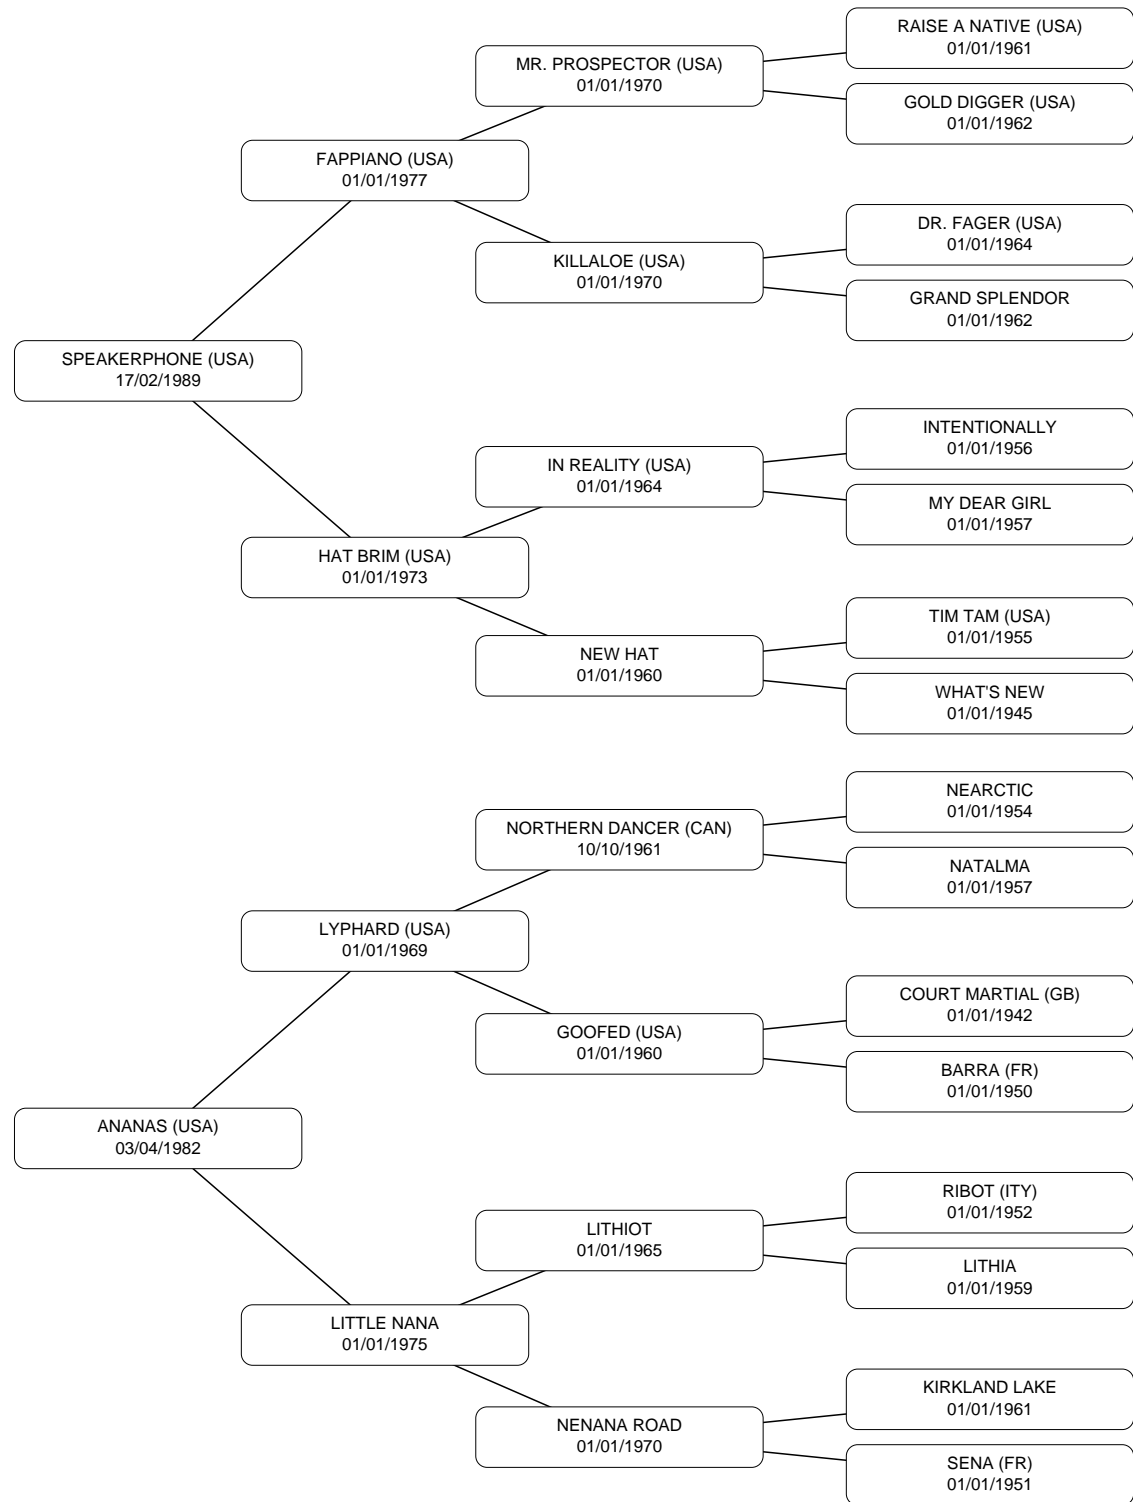 RAISE A NATIVE (USA)
01/01/1961
MR. PROSPECTOR (USA)
01/01/1970
GOLD DIGGER (USA)
01/01/1962
FAPPIANO (USA)
01/01/1977
DR. FAGER (USA)
01/01/1964
KILLALOE (USA)
01/01/1970
GRAND SPLENDOR
01/01/1962
SPEAKERPHONE (USA)
17/02/1989
INTENTIONALLY
01/01/1956
IN REALITY (USA)
01/01/1964
MY DEAR GIRL
01/01/1957
HAT BRIM (USA)
01/01/1973
TIM TAM (USA)
01/01/1955
NEW HAT
01/01/1960
WHAT'S NEW
01/01/1945
NEARCTIC
01/01/1954
NORTHERN DANCER (CAN)
10/10/1961
NATALMA
01/01/1957
LYPHARD (USA)
01/01/1969
COURT MARTIAL (GB)
01/01/1942
GOOFED (USA)
01/01/1960
BARRA (FR)
01/01/1950
ANANAS (USA)
03/04/1982
RIBOT (ITY)
01/01/1952
LITHIOT
01/01/1965
LITHIA
01/01/1959
LITTLE NANA
01/01/1975
KIRKLAND LAKE
01/01/1961
NENANA ROAD
01/01/1970
SENA (FR)
01/01/1951